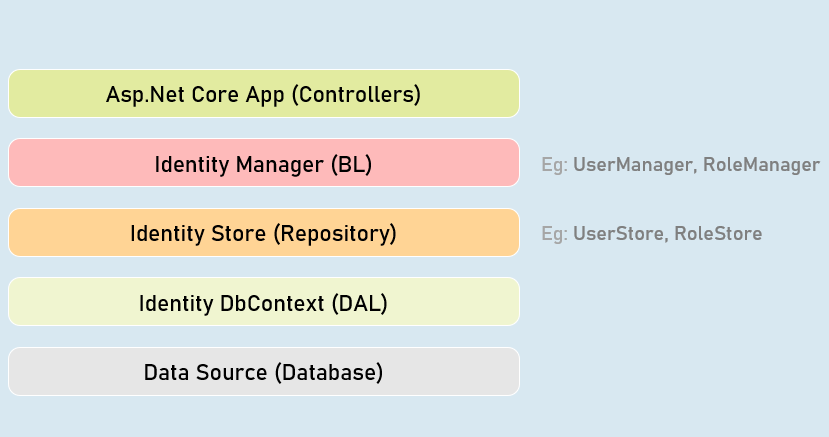 Asp.Net Core App (Controllers)
Identity Manager (BL)
Eg: UserManager, RoleManager
Identity Store (Repository)
Eg: UserStore, RoleStore
Identity DbContext (DAL)
Data Source (Database)